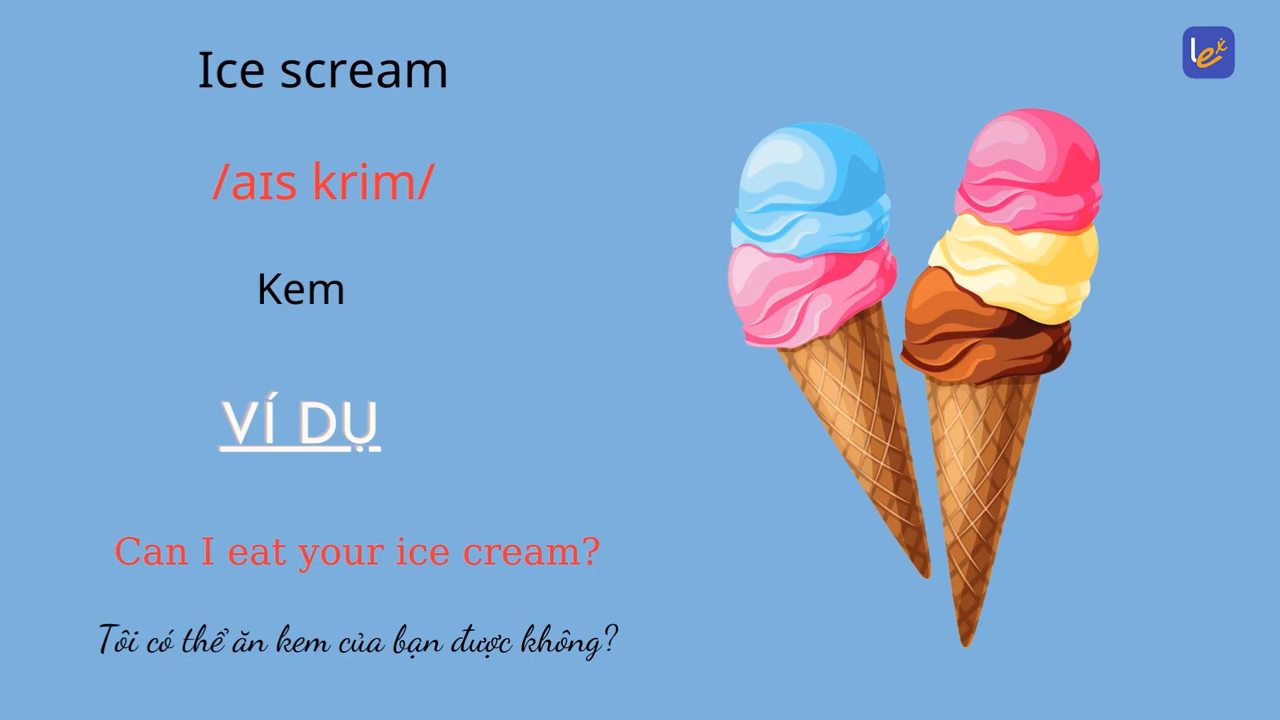 Ice scream
/aɪs krim/
Kem
VÍ DỤ
Can I eat your ice cream?
Tôi có thể ăn kem của bạn được không?